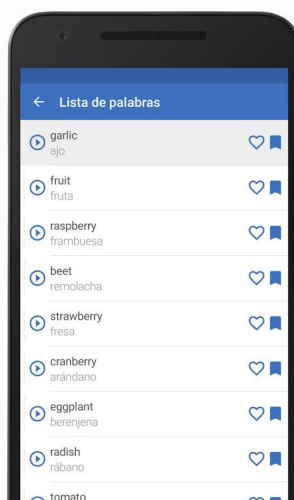 Lista de palabras
garlic
ajo
fruit
fruta
raspberry
frambuesa
beet
remolacha
strawberry
fresa
cranberry
arándano
eggplant
berenjena
radish
rábano
tomato